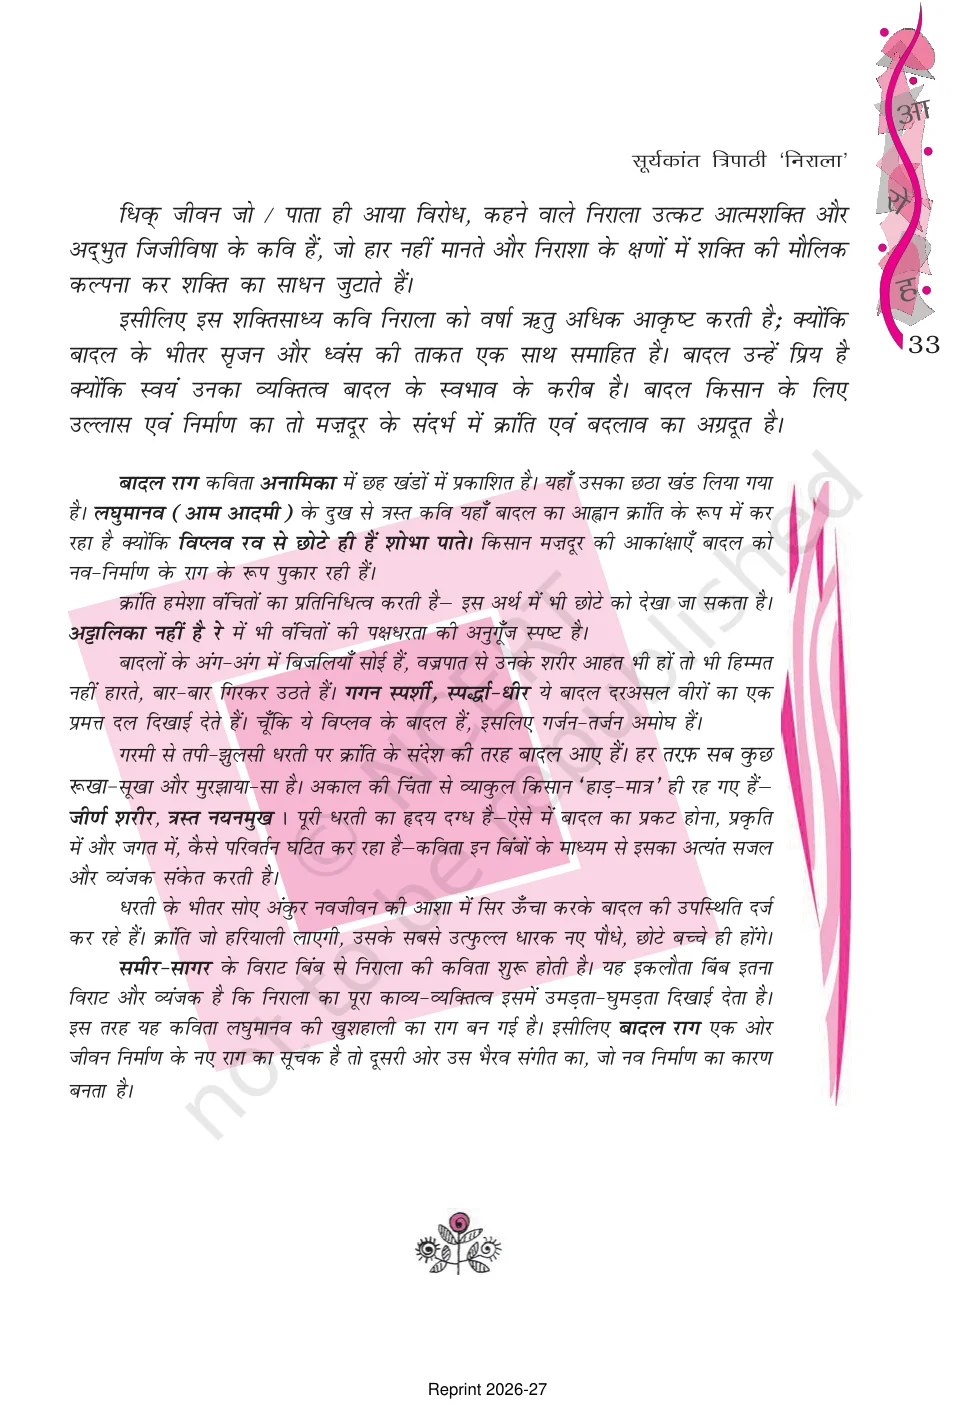 सूर्यकांत त्रिपाठी ‘निराला’
धिक् जीवन जो / पाता ही आया विरोध, कहने वाले निराला उत्कट आत्मशक्ति और
अद्भुत जिजीविषा के कवि हैं, जो हार नहीं मानते और निराशा के क्षणों में शक्ति की मौलिक
कल्पना कर शक्ति का साधन जुटाते हैं।
इसीलिए इस शक्तिसाध्य कवि निराला को वर्षा ऋतु अधिक आकृष्ट करती है; क्योंकि
बादल के भीतर सृजन और ध्वंस की ताकत एक साथ समाहित है। बादल उन्हें प्रिय है
क्योंकि स्वयं उनका व्यक्तित्व बादल के स्वभाव के करीब है। बादल किसान के लिए
उल्लास एवं निर्माण का तो मज़दूर के संदर्भ में क्रांति एवं बदलाव का अग्रदूत है।
आ
रो
ह
33
बादल राग कविता अनामिका में छह खंडों में प्रकाशित है। यहाँ उसका छठा खंड लिया गया
है। लघुमानव (आम आदमी) के दुख से त्रस्त कवि यहाँ बादल का आह्वान क्रांति के रूप में कर
रहा है क्योंकि विप्लव रव से छोटे ही हैं शोभा पाते। किसान मज़दूर की आकांक्षाएँ बादल को
नव-निर्माण के राग के रूप पुकार रही हैं।
क्रांति हमेशा वंचितों का प्रतिनिधित्व करती है– इस अर्थ में भी छोटे को देखा जा सकता है।
अट्टालिका नहीं है रे में भी वंचितों की पक्षधरता की अनुगूँज स्पष्ट है।
बादलों के अंग-अंग में बिजलियाँ सोई हैं, वज्रपात से उनके शरीर आहत भी हों तो भी हिम्मत
नहीं हारते, बार-बार गिरकर उठते हैं। गगन स्पर्शी, स्पर्द्धा-धीर ये बादल दरअसल वीरों का एक
प्रमत्त दल दिखाई देते हैं। चूँकि ये विप्लव के बादल हैं, इसलिए गर्जन-तर्जन अमोघ हैं।
गरमी से तपी-झुलसी धरती पर क्रांति के संदेश की तरह बादल आए हैं। हर तरफ़ सब कुछ
रूखा-सूखा और मुरझाया-सा है। अकाल की चिंता से व्याकुल किसान ‘हाड़-मात्र’ ही रह गए हैं–
जीर्ण शरीर, त्रस्त नयनमुख । पूरी धरती का हृदय दग्ध है–ऐसे में बादल का प्रकट होना, प्रकृति
में और जगत में, कैसे परिवर्तन घटित कर रहा है–कविता इन बिंबों के माध्यम से इसका अत्यंत सजल
और व्यंजक संकेत करती है।
धरती के भीतर सोए अंकुर नवजीवन की आशा में सिर ऊँचा करके बादल की उपस्थिति दर्ज
कर रहे हैं। क्रांति जो हरियाली लाएगी, उसके सबसे उत्फुल्ल धारक नए पौधे, छोटे बच्चे ही होंगे।
समीर-सागर के विराट बिंब से निराला की कविता शुरू होती है। यह इकलौता बिंब इतना
विराट और व्यंजक है कि निराला का पूरा काव्य-व्यक्तित्व इसमें उमड़ता-घुमड़ता दिखाई देता है।
इस तरह यह कविता लघुमानव की खुशहाली का राग बन गई है। इसीलिए बादल राग एक ओर
जीवन निर्माण के नए राग का सूचक है तो दूसरी ओर उस भैरव संगीत का, जो नव निर्माण का कारण
बनता है।
© NCERT
not to be republished
Reprint 2026-27